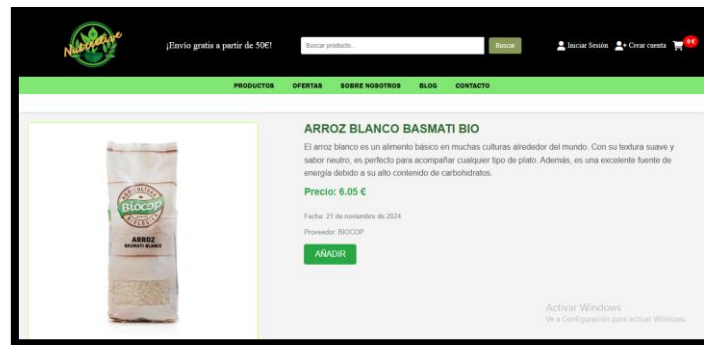 Nutranative
¡Envío gratis a partir de 50€!
Buscar producto...
Buscar
Iniciar Sesión
Crear cuenta
0 €
PRODUCTOS OFERTAS SOBRE NOSOTROS BLOG CONTACTO
ARROZ BLANCO BASMATI BIO
El arroz blanco es un alimento básico en muchas culturas alrededor del mundo. Con su textura suave y
sabor neutro, es perfecto para acompañar cualquier tipo de plato. Además, es una excelente fuente de
energía debido a su alto contenido de carbohidratos.
Precio: 6.05 €
Fecha: 21 de noviembre de 2024
Proveedor: BIOCOP
AÑADIR
AGRICULTURA
BIOCOP
BIOLÓGICA
ARROZ
BASMATI BLANCO
Activar Windows
Ve a Configuración para activar Windows.